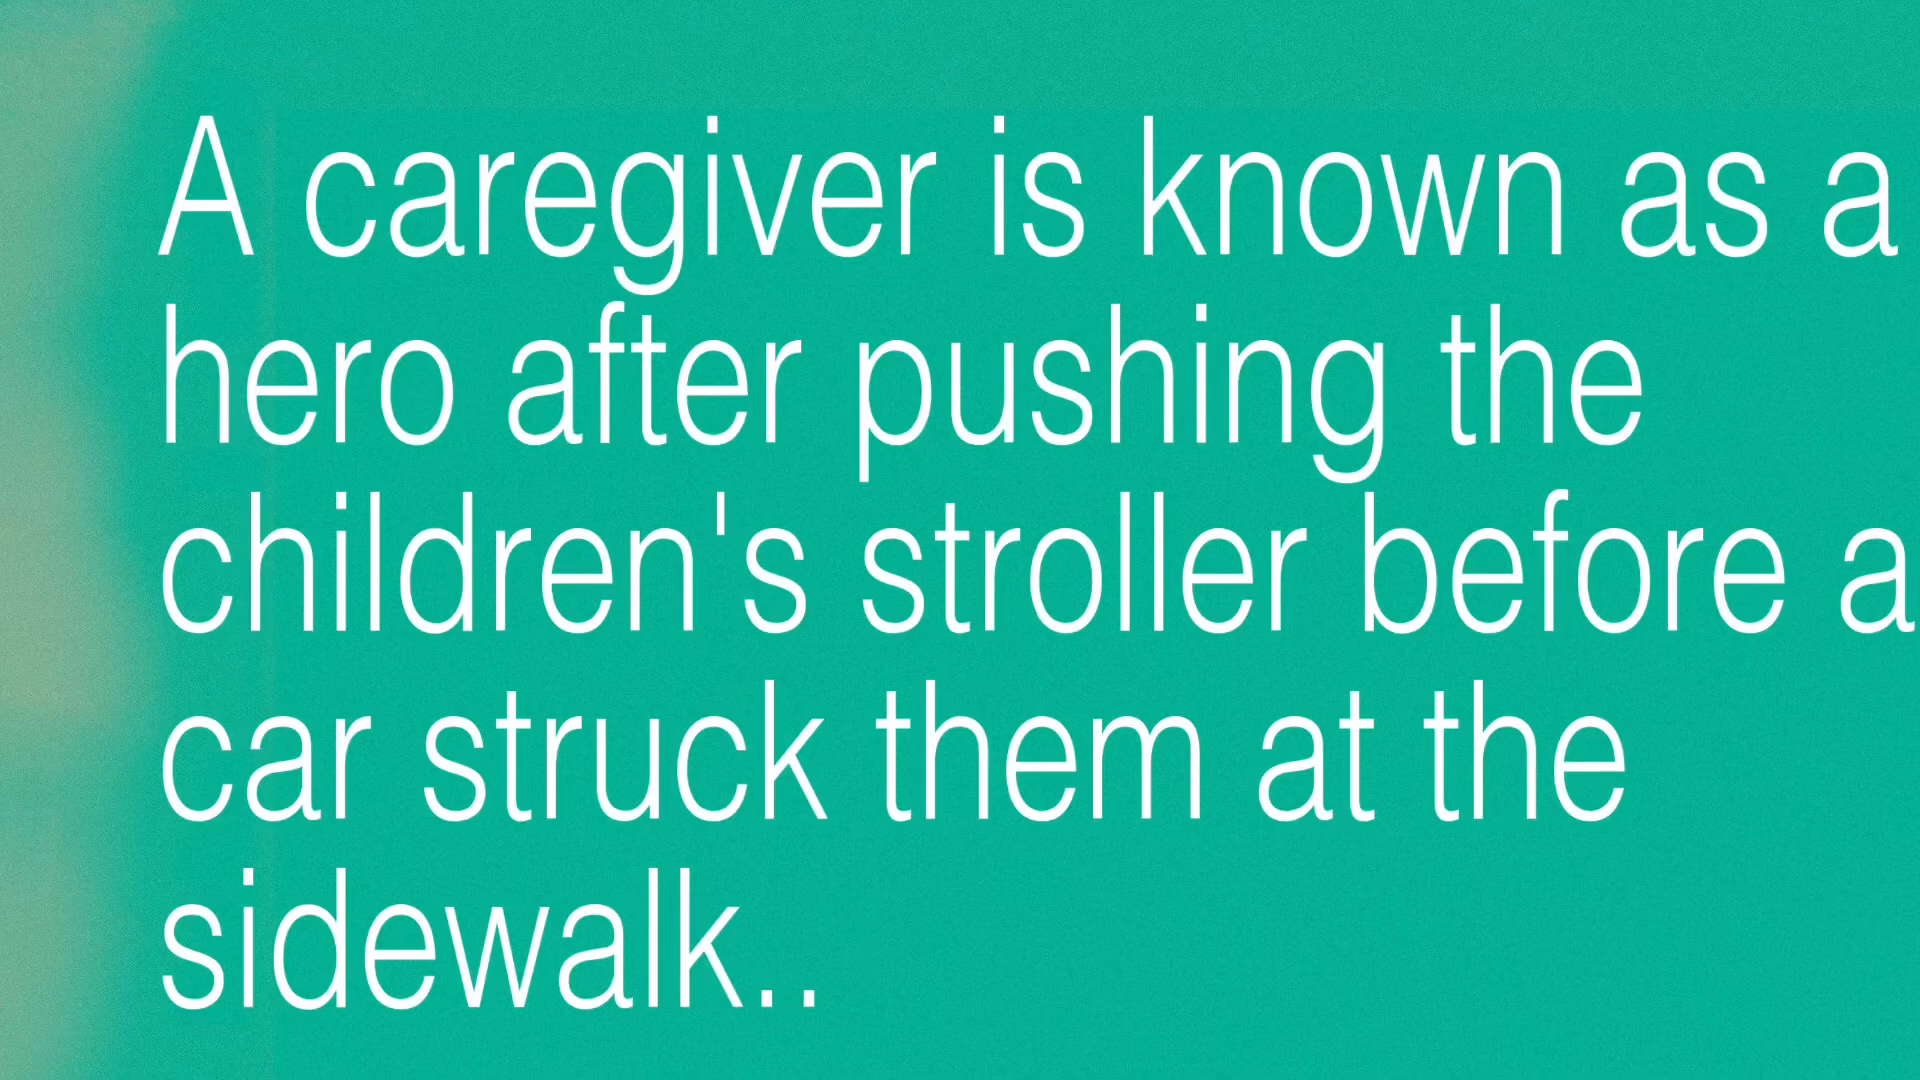 A caregiver is known as a
hero after pushing the
children's stroller before a
car struck them at the
sidewalk..